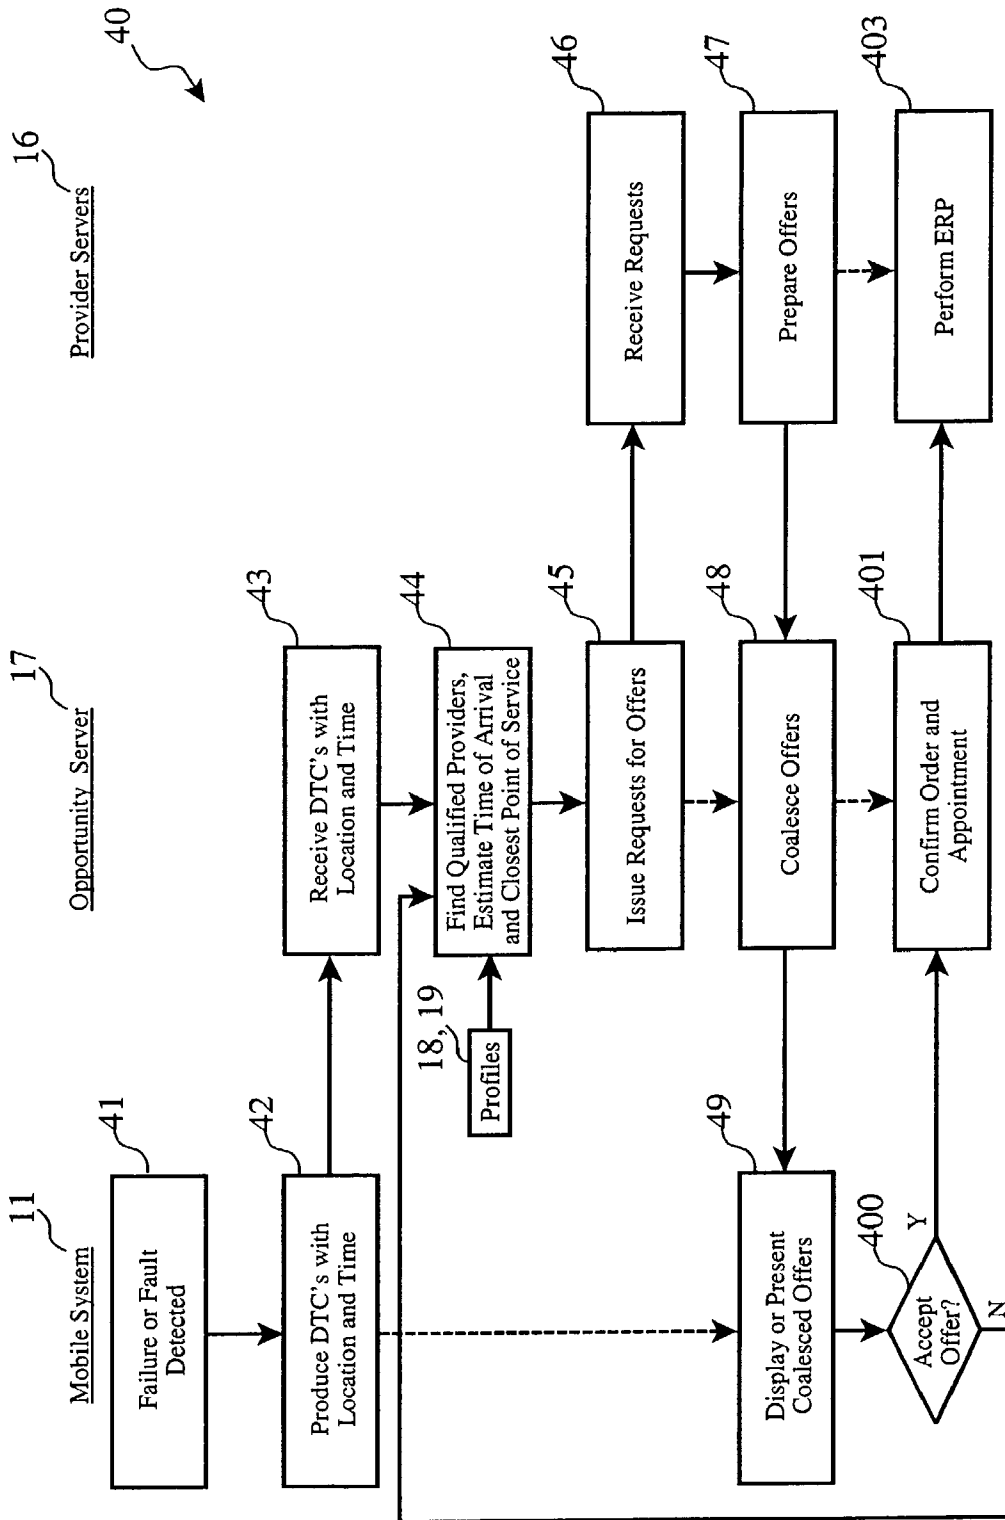 40
Mobile System
11
Opportunity Server
17
Provider Servers
16
Failure or Fault
Detected
41
Produce DTC's with
Location and Time
42
Receive DTC's with
Location and Time
43
Profiles
18, 19
Find Qualified Providers,
Estimate Time of Arrival
and Closest Point of Service
44
Issue Requests for Offers
45
Receive Requests
46
Prepare Offers
47
Coalesce Offers
48
Display or Present
Coalesced Offers
49
Accept
Offer?
400
Y
N
Confirm Order and
Appointment
401
Perform ERP
403